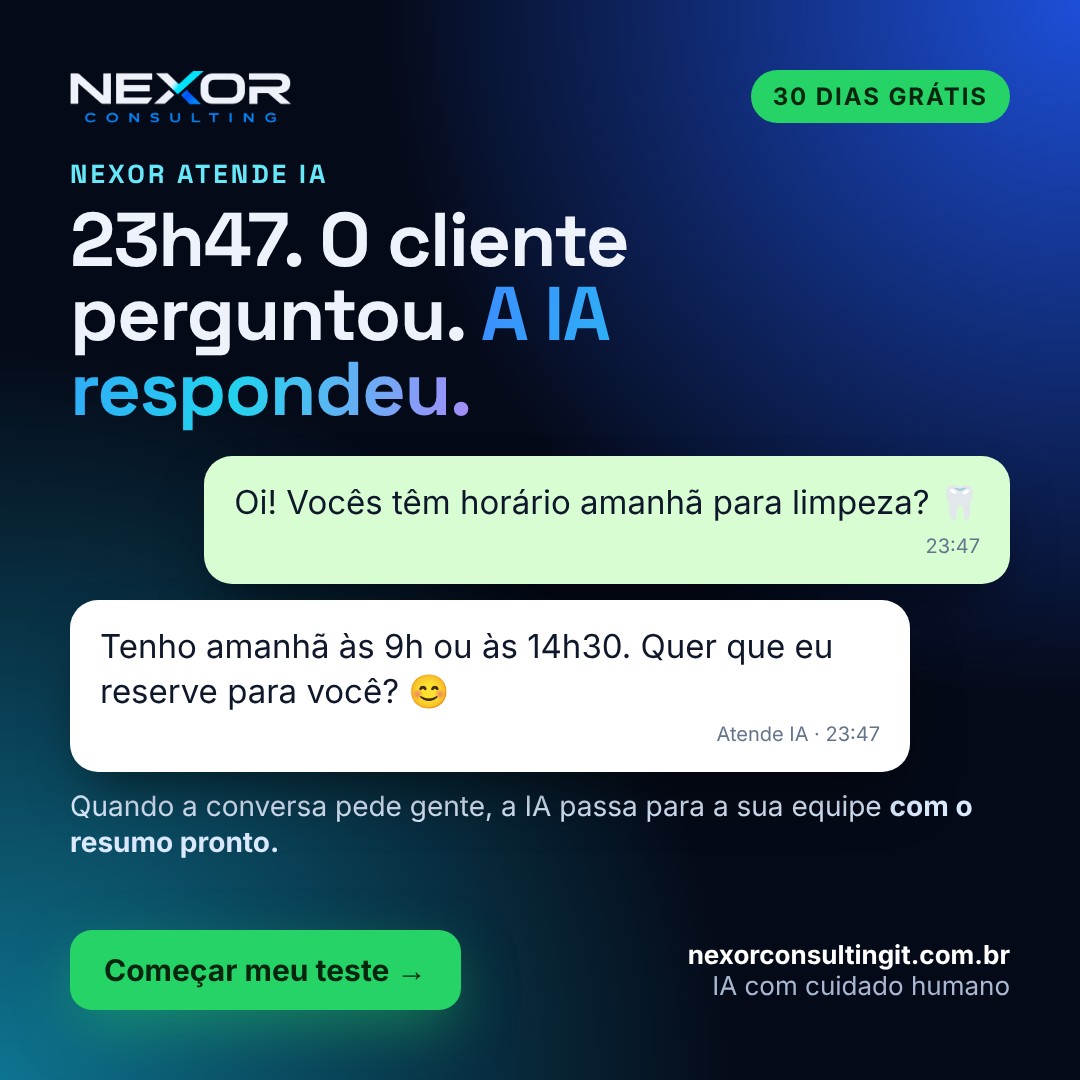 NEXOR
CONSULTING
30 DIAS GRÁTIS
NEXOR ATENDE IA
23h47. O cliente
perguntou. A IA
respondeu.
Oi! Vocês têm horário amanhã para limpeza? 🦷
23:47
Tenho amanhã às 9h ou às 14h30. Quer que eu
reserve para você? 😊
Atende IA · 23:47
Quando a conversa pede gente, a IA passa para a sua equipe com o
resumo pronto.
Começar meu teste →
nexorconsultingit.com.br
IA com cuidado humano